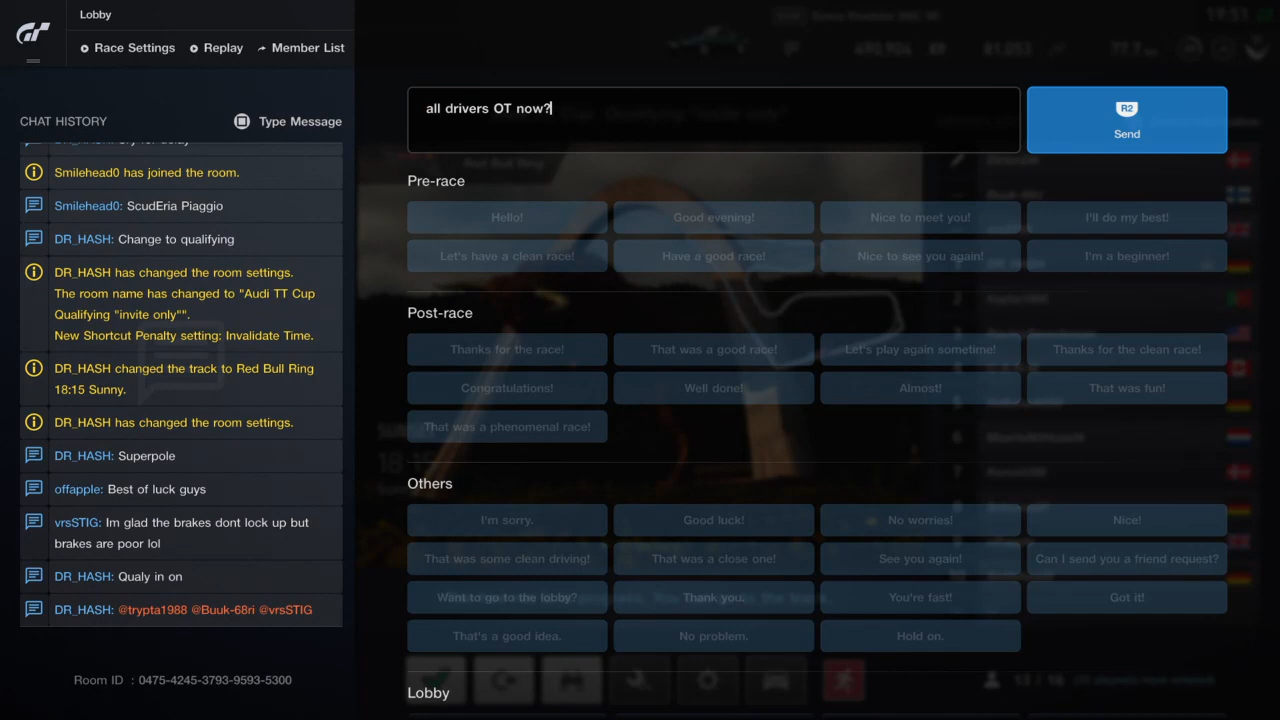 Lobby
Race Settings
Replay
Member List
CHAT HISTORY
Type Message
Smilehead0 has joined the room.
Smilehead0: ScudEria Piaggio
DR_HASH: Change to qualifying
DR_HASH has changed the room settings.
The room name has changed to "Audi TT Cup
Qualifying "invite only"".
New Shortcut Penalty setting: Invalidate Time.
DR_HASH changed the track to Red Bull Ring
18:15 Sunny.
DR_HASH has changed the room settings.
DR_HASH: Superpole
offapple: Best of luck guys
vrsSTIG: Im glad the brakes dont lock up but
brakes are poor lol
DR_HASH: Qualy in on
DR_HASH: @trypta1988 @Buuk-68ri @vrsSTIG
Room ID : 0475-4245-3793-9593-5300
all drivers OT now?
R2
Send
Pre-race
Hello!
Good evening!
Nice to meet you!
I'll do my best!
Let's have a clean race!
Have a good race!
Nice to see you again!
I'm a beginner!
Post-race
Thanks for the race!
That was a good race!
Let's play again sometime!
Thanks for the clean race!
Congratulations!
Well done!
Almost!
That was fun!
That was a phenomenal race!
Others
I'm sorry.
Good luck!
No worries!
Nice!
That was some clean driving!
That was a close one!
See you again!
Can I send you a friend request?
Want to go to the lobby?
Thank you.
You're fast!
Got it!
That's a good idea.
No problem.
Hold on.
Lobby
19:51
Red Bull Ring
13 / 16